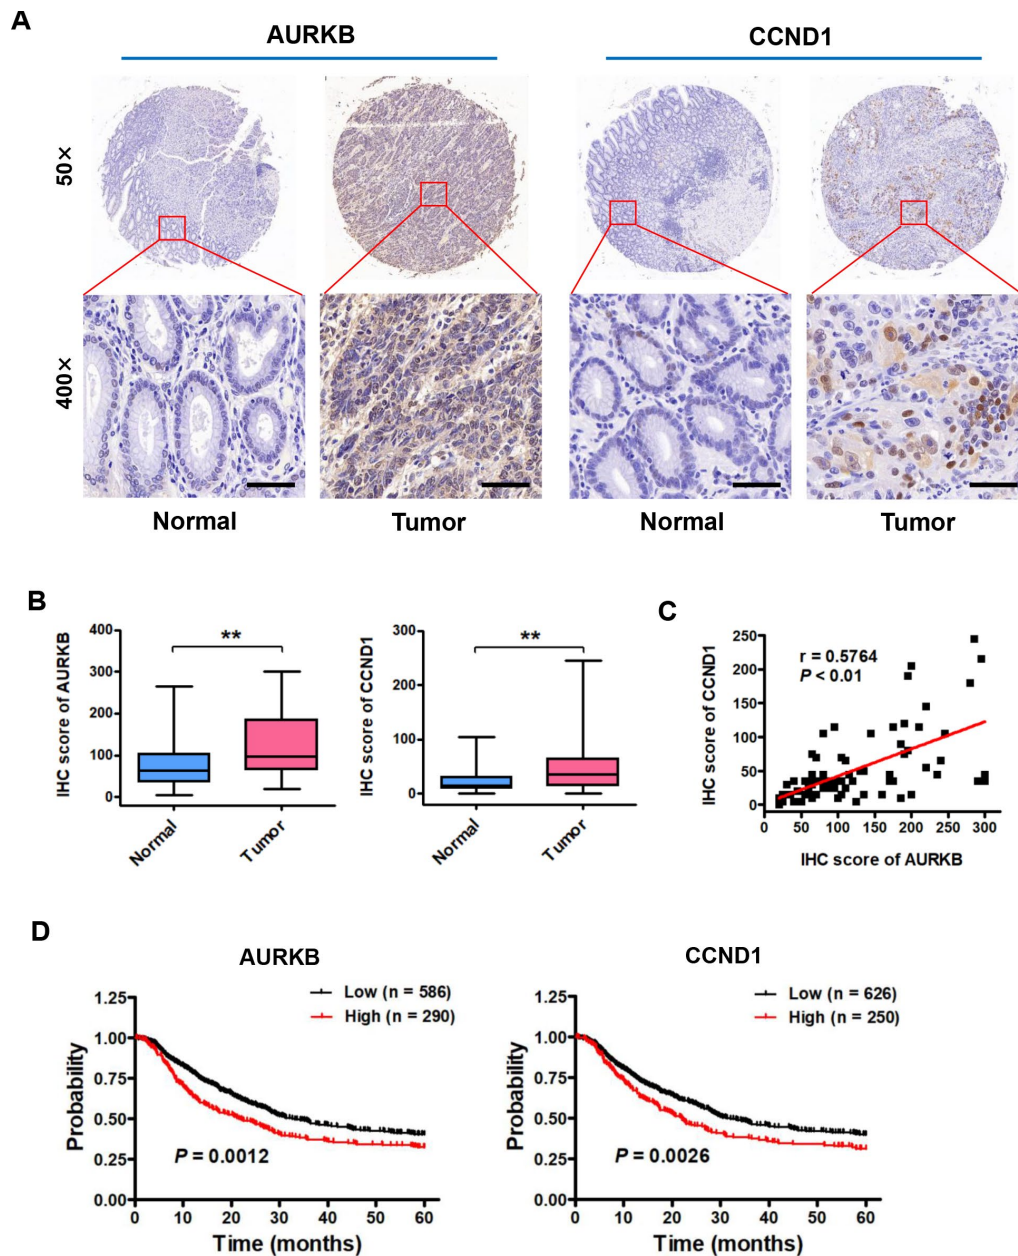 A
AURKB
CCND1
50×
400×
Normal
Tumor
Normal
Tumor
B
IHC score of AURKB
400
300
200
100
0
**
Normal
Tumor
IHC score of CCND1
300
200
100
0
**
Normal
Tumor
C
IHC score of CCND1
250
200
150
100
50
0
r = 0.5764
P < 0.01
0 50 100 150 200 250 300
IHC score of AURKB
D
AURKB
Low (n = 586)
High (n = 290)
Probability
1.25
1.00
0.75
0.50
0.25
0.00
P = 0.0012
0 10 20 30 40 50 60
Time (months)
CCND1
Low (n = 626)
High (n = 250)
Probability
1.25
1.00
0.75
0.50
0.25
0.00
P = 0.0026
0 10 20 30 40 50 60
Time (months)